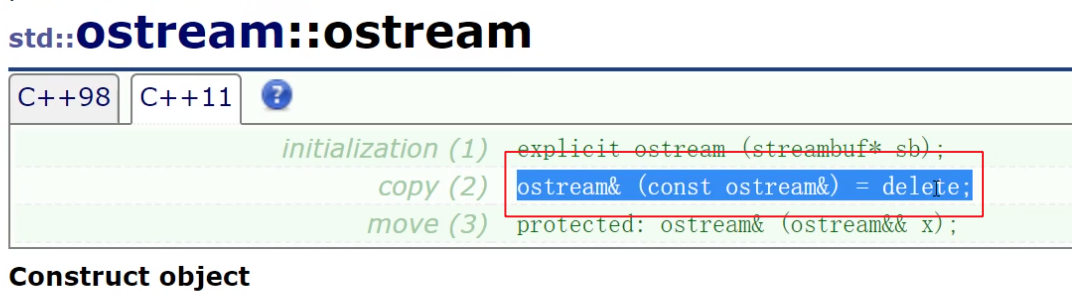 std::ostream::ostream
C++98 C++11 ?
initialization (1) explicit ostream (streambuf* sb);
copy (2) ostream& (const ostream&) = delete;
move (3) protected: ostream& (ostream&& x);
Construct object